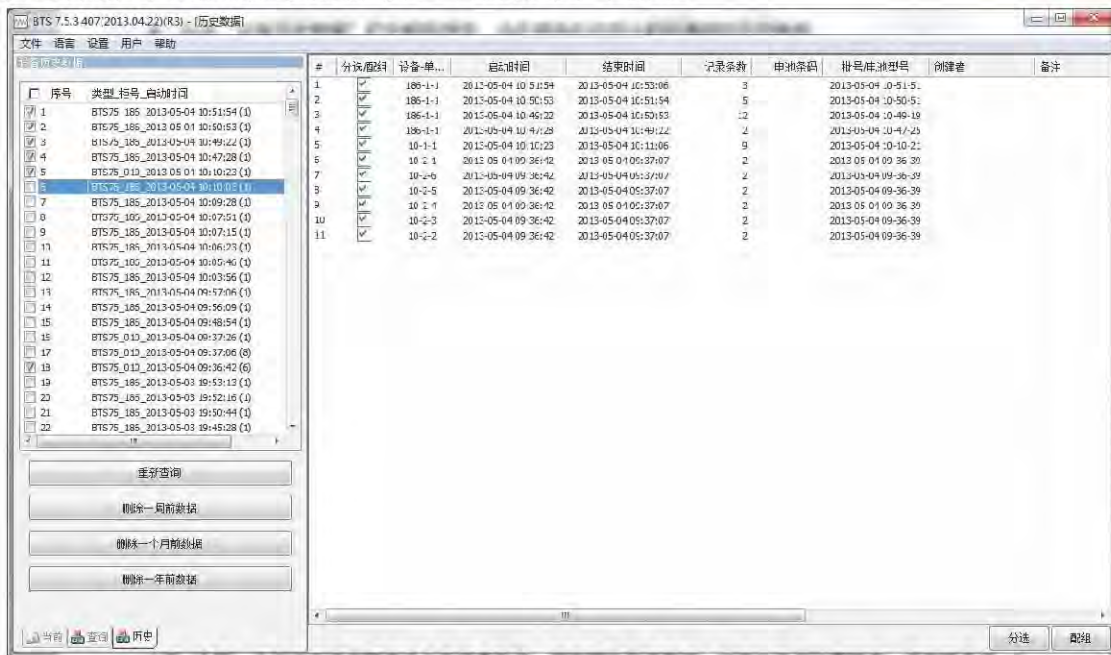 BTS 7.5.3 407(2013.04.22)(R3) - [历史数据]
文件 语言 设置 用户 帮助
设备历史数据
序号 类型_柜号_启动时间
1 BTS75_186_2013-05-04 10:51:54 (1)
2 BTS75_186_2013-05-04 10:50:53 (1)
3 BTS75_186_2013-05-04 10:49:22 (1)
4 BTS75_186_2013-05-04 10:47:28 (1)
5 BTS75_010_2013-05-04 10:10:23 (1)
6 BTS75_186_2013-05-04 10:10:02 (1)
7 BTS75_186_2013-05-04 10:09:28 (1)
8 BTS75_186_2013-05-04 10:07:51 (1)
9 BTS75_186_2013-05-04 10:07:15 (1)
10 BTS75_186_2013-05-04 10:06:23 (1)
11 BTS75_186_2013-05-04 10:05:46 (1)
12 BTS75_186_2013-05-04 10:03:56 (1)
13 BTS75_186_2013-05-04 09:57:06 (1)
14 BTS75_186_2013-05-04 09:56:09 (1)
15 BTS75_186_2013-05-04 09:48:54 (1)
16 BTS75_010_2013-05-04 09:37:26 (1)
17 BTS75_010_2013-05-04 09:37:06 (8)
18 BTS75_010_2013-05-04 09:36:42 (6)
19 BTS75_186_2013-05-03 19:53:13 (1)
20 BTS75_186_2013-05-03 19:52:16 (1)
21 BTS75_186_2013-05-03 19:50:44 (1)
22 BTS75_186_2013-05-03 19:45:28 (1)
重新查询
删除一周前数据
删除一个月前数据
删除一年前数据
当前 查询 历史
# 分选/配组 设备-单... 启动时间 结束时间 记录条数 电池条码 批号/电池型号 创建者 备注
1 186-1-1 2013-05-04 10:51:54 2013-05-04 10:53:06 3 2013-05-04 10-51-5
2 186-1-1 2013-05-04 10:50:53 2013-05-04 10:51:54 5 2013-05-04 10-50-5
3 186-1-1 2013-05-04 10:49:22 2013-05-04 10:50:53 12 2013-05-04 10-49-19
4 186-1-1 2013-05-04 10:47:28 2013-05-04 10:49:22 2 2013-05-04 10-47-25
5 10-1-1 2013-05-04 10:10:23 2013-05-04 10:11:06 9 2013-05-04 10-10-2
6 10-2-1 2013-05-04 09:36:42 2013-05-04 09:37:07 2 2013-05-04 09-36-39
7 10-2-6 2013-05-04 09:36:42 2013-05-04 09:37:07 2 2013-05-04 09-36-39
8 10-2-5 2013-05-04 09:36:42 2013-05-04 09:37:07 2 2013-05-04 09-36-39
9 10-2-4 2013-05-04 09:36:42 2013-05-04 09:37:07 2 2013-05-04 09-36-39
10 10-2-3 2013-05-04 09:36:42 2013-05-04 09:37:07 2 2013-05-04 09-36-39
11 10-2-2 2013-05-04 09:36:42 2013-05-04 09:37:07 2 2013-05-04 09-36-39
分选 配组